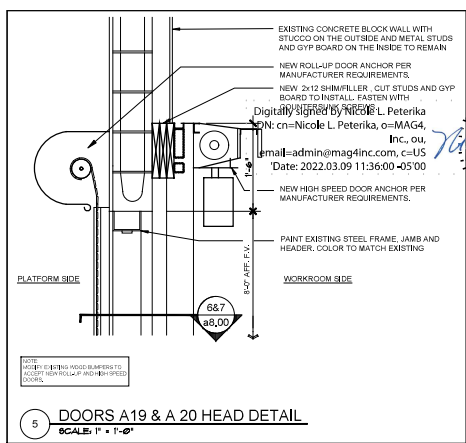 EXISTING CONCRETE BLOCK WALL WITH
STUCCO ON THE OUTSIDE AND METAL STUDS
AND GYP BOARD ON THE INSIDE TO REMAIN
NEW ROLL-UP DOOR ANCHOR PER
MANUFACTURER REQUIREMENTS.
NEW 2x12 SHIM/FILLER , CUT STUDS AND GYP
BOARD TO INSTALL. FASTEN WITH
COUNTERSUNK SCREWS.
Digitally signed by Nicole L. Peterika
DN: cn=Nicole L. Peterika, o=MAG4,
Inc., ou,
email=admin@mag4inc.com, c=US
Date: 2022.03.09 11:36:00 -05'00'
1'-6"
NEW HIGH SPEED DOOR ANCHOR PER
MANUFACTURER REQUIREMENTS.
PAINT EXISTING STEEL FRAME, JAMB AND
HEADER. COLOR TO MATCH EXISTING
8'-0" AFF. F.V.
PLATFORM SIDE
WORKROOM SIDE
6&7
a8.00
NOTE
MODIFY EXISTING WOOD BUMPERS TO
ACCEPT NEW ROLL-UP AND HIGH SPEED
DOORS.
5
DOORS A19 & A 20 HEAD DETAIL
SCALE: 1" = 1'-0"